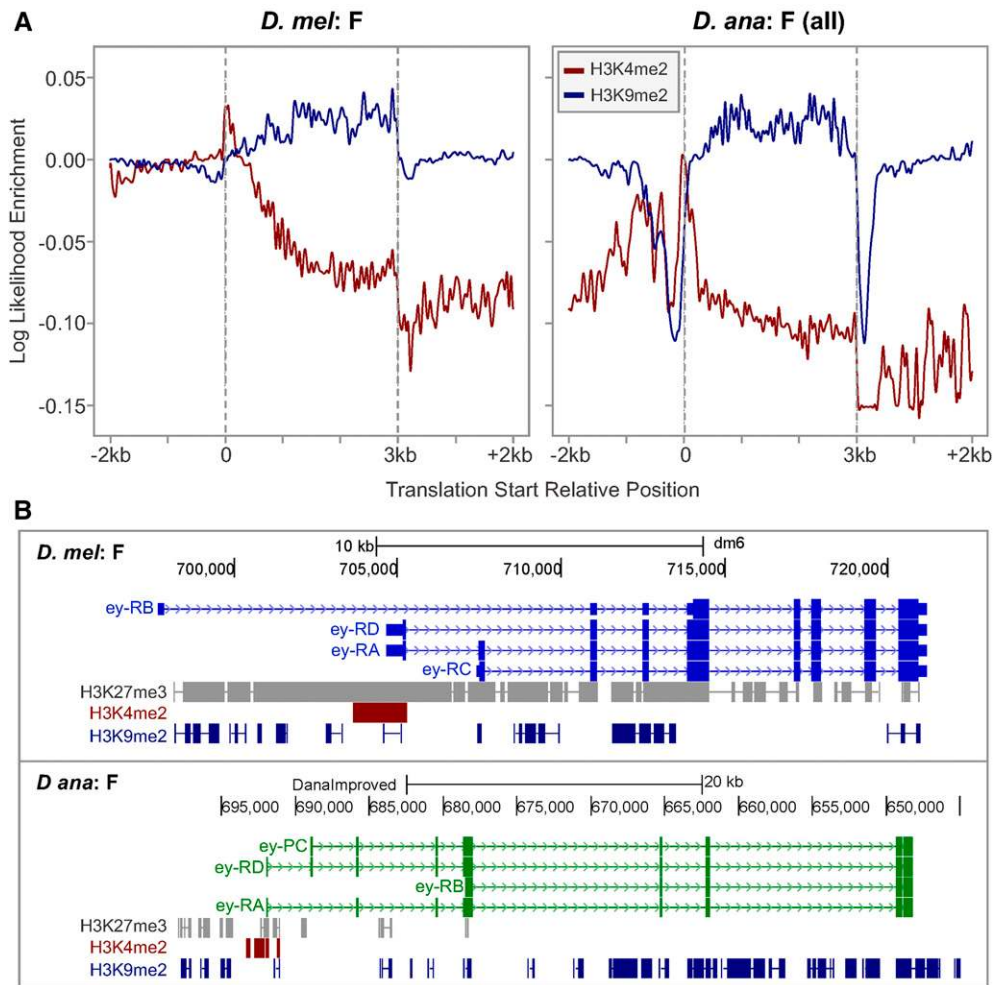 A
D. mel: F
D. ana: F (all)
H3K4me2
H3K9me2
Log Likelihood Enrichment
0.05
0.00
-0.05
-0.10
-0.15
-2kb 0 3kb +2kb
-2kb 0 3kb +2kb
Translation Start Relative Position
B
D. mel: F
10 kb dm6
700,000 705,000 710,000 715,000 720,000
ey-RB
ey-RD
ey-RA
ey-RC
H3K27me3
H3K4me2
H3K9me2
D ana: F
DanaImproved 20 kb
695,000 690,000 685,000 680,000 675,000 670,000 665,000 660,000 655,000 650,000
ey-PC
ey-RD
ey-RB
ey-RA
H3K27me3
H3K4me2
H3K9me2